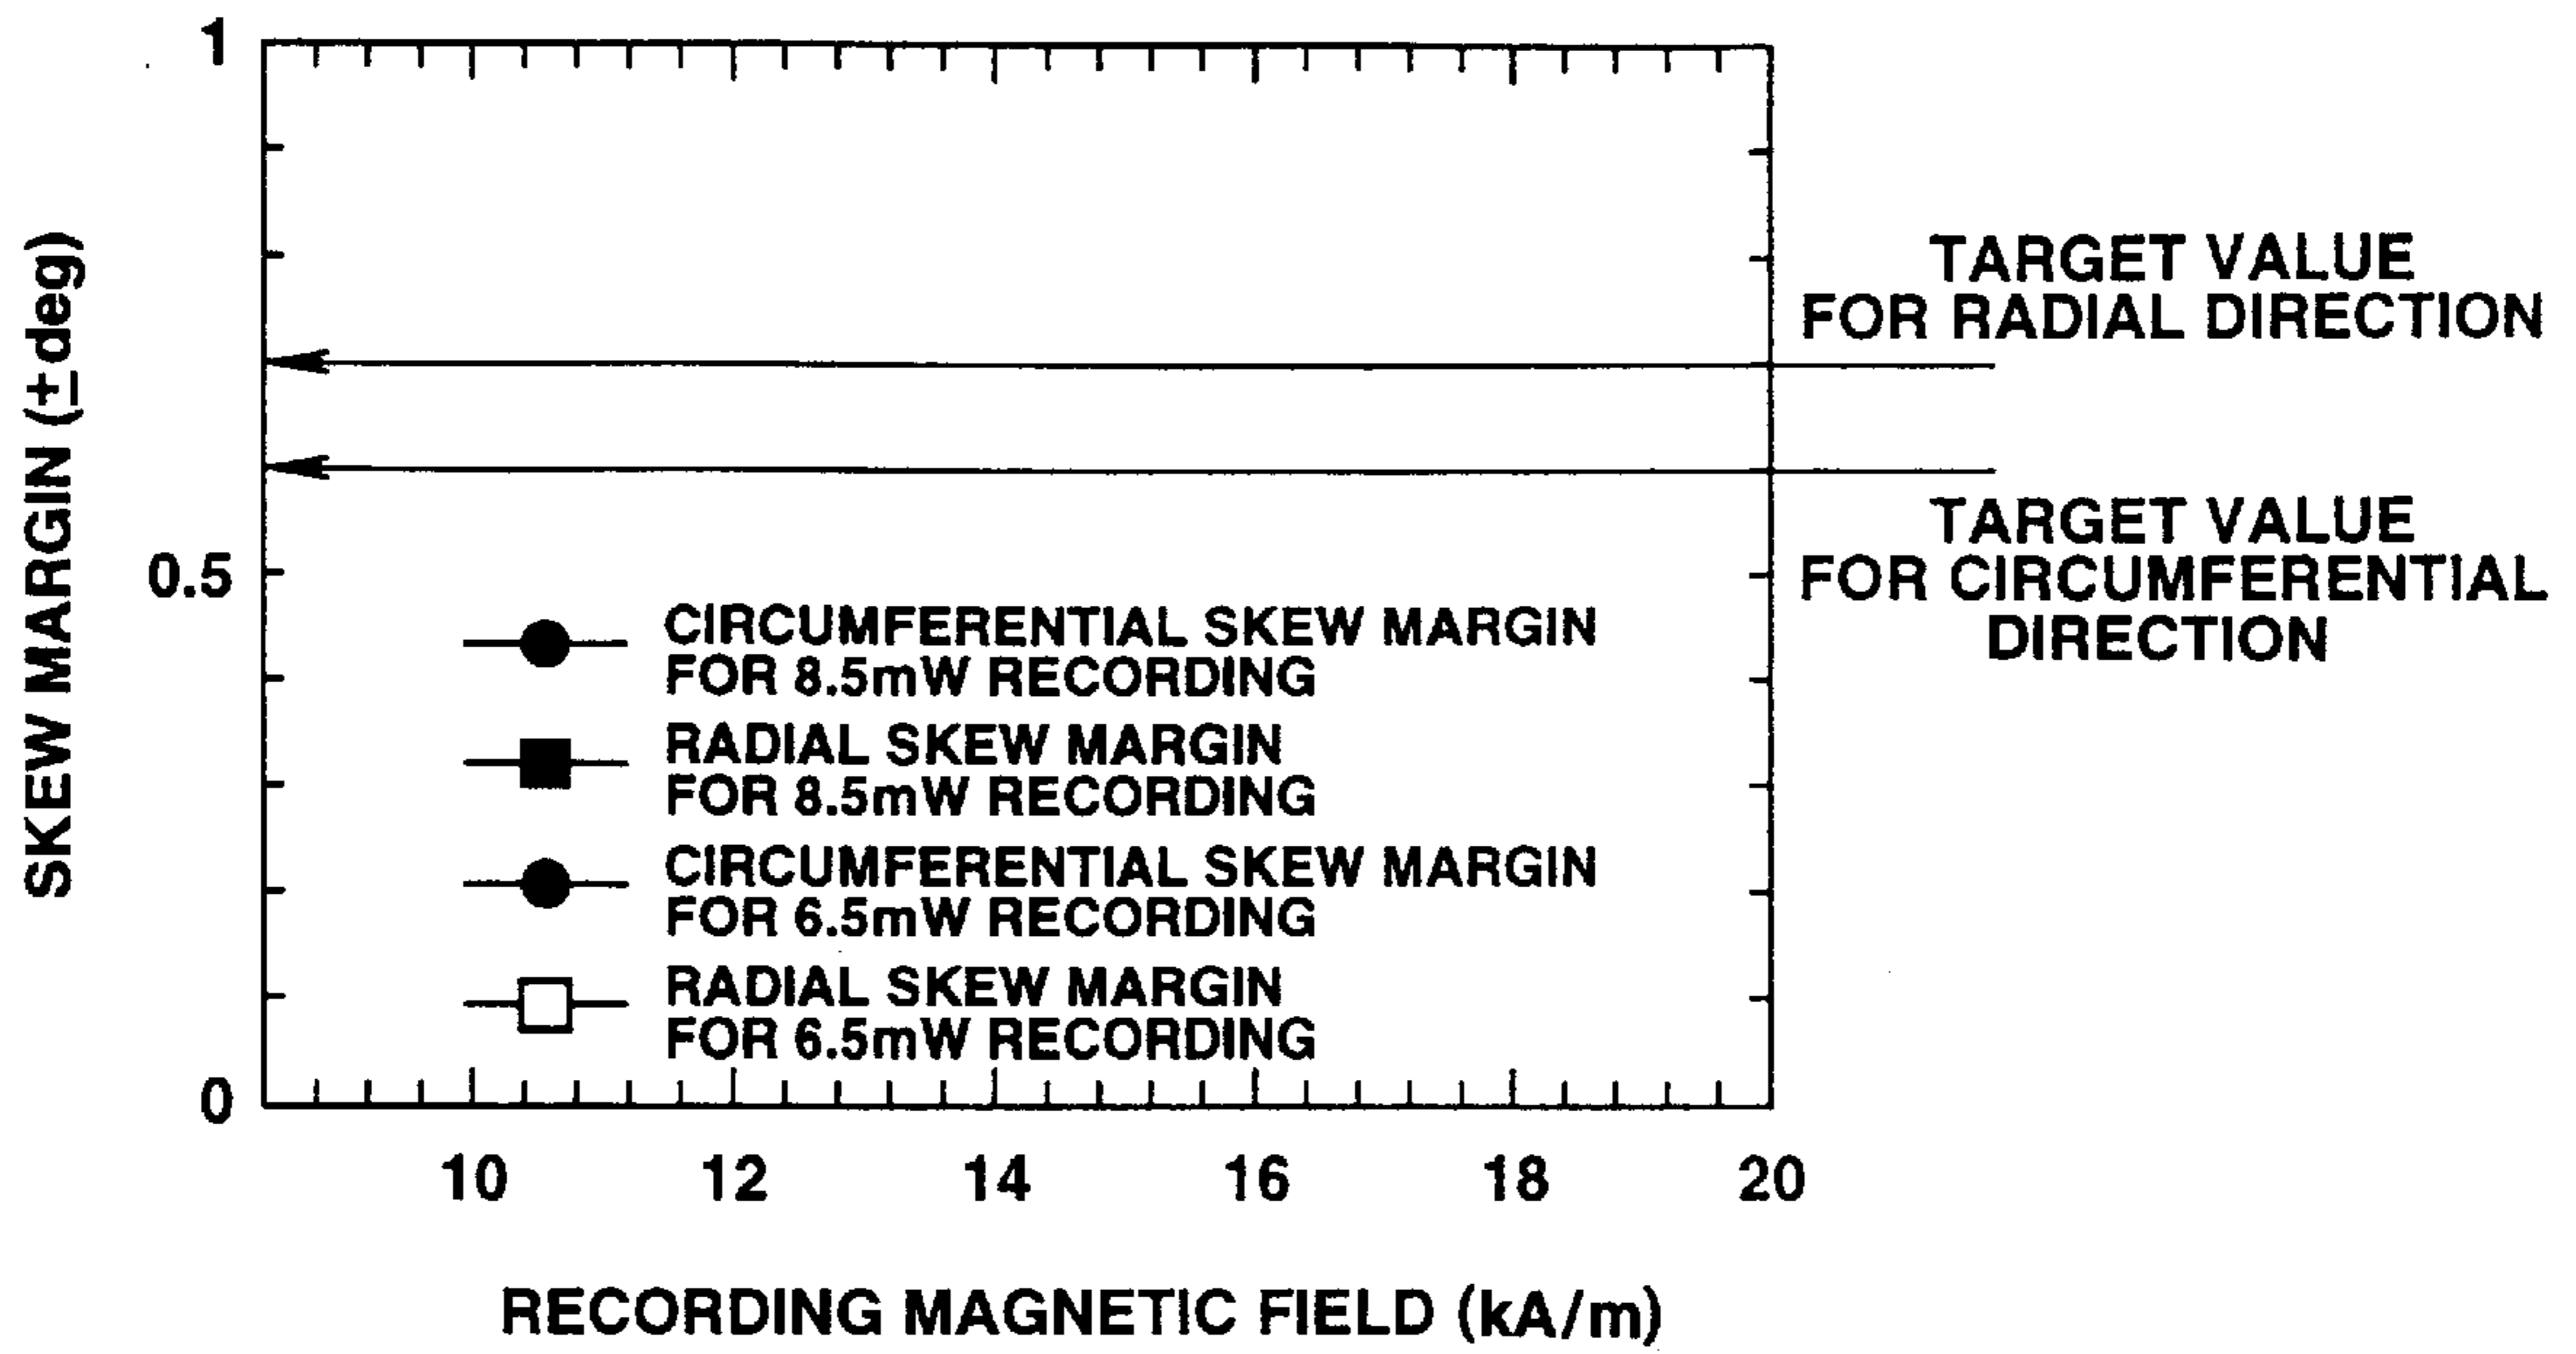 1
SKEW MARGIN (±deg)
0.5
0
TARGET VALUE
FOR RADIAL DIRECTION
TARGET VALUE
FOR CIRCUMFERENTIAL
DIRECTION
CIRCUMFERENTIAL SKEW MARGIN
FOR 8.5mW RECORDING
RADIAL SKEW MARGIN
FOR 8.5mW RECORDING
CIRCUMFERENTIAL SKEW MARGIN
FOR 6.5mW RECORDING
RADIAL SKEW MARGIN
FOR 6.5mW RECORDING
10 12 14 16 18 20
RECORDING MAGNETIC FIELD (kA/m)